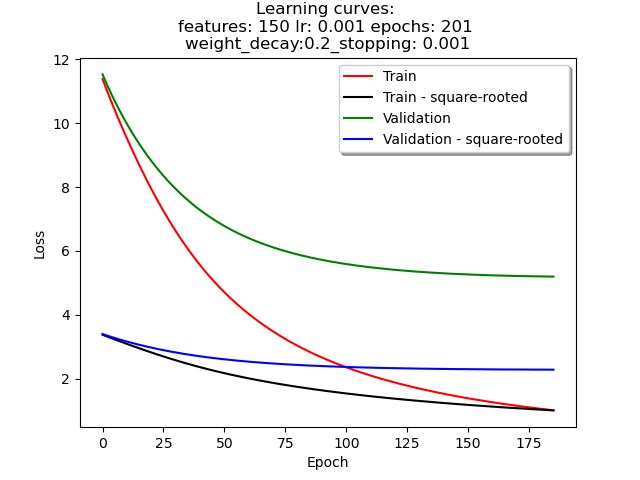 Learning curves:
features: 150 lr: 0.001 epochs: 201
weight_decay:0.2_stopping: 0.001
12
10
8
6
4
2
Loss
Train
Train - square-rooted
Validation
Validation - square-rooted
0 25 50 75 100 125 150 175
Epoch